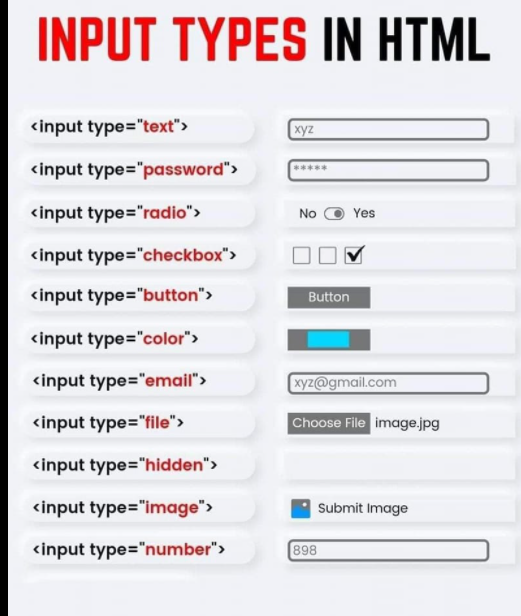 INPUT TYPES IN HTML
<input type="text"> xyz
<input type="password"> *****
<input type="radio"> No Yes
<input type="checkbox">
<input type="button"> Button
<input type="color">
<input type="email"> xyz@gmail.com
<input type="file"> Choose File image.jpg
<input type="hidden">
<input type="image"> Submit Image
<input type="number"> 898